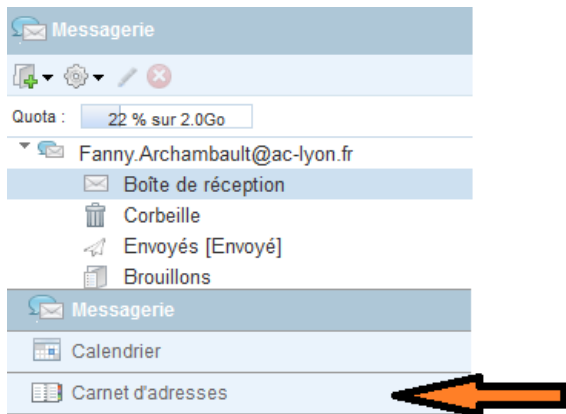 Messagerie
Quota : 22 % sur 2.0Go
Fanny.Archambault@ac-lyon.fr
Boîte de réception
Corbeille
Envoyés [Envoyé]
Brouillons
Messagerie
Calendrier
Carnet d'adresses